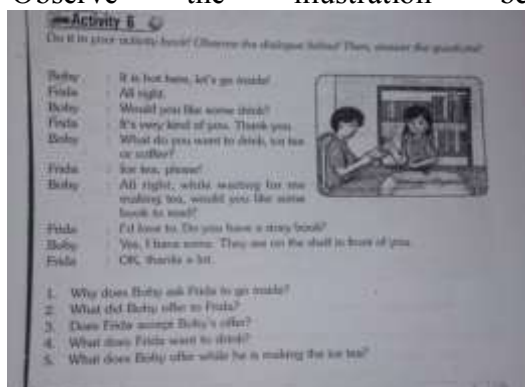 Observe the illustration be
Activity 6
Do it in your activity book! Observe the dialogue below! Then, answer the questions!
Boby : It is hot here, let's go inside!
Frida : All right.
Boby : Would you like some drink?
Frida : It's very kind of you. Thank you.
Boby : What do you want to drink, ice tea
or coffee?
Frida : Ice tea, please!
Boby : All right, while waiting for me
making tea, would you like some
book to read?
Frida : I'd love to. Do you have a story book?
Boby : Yes, I have some. They are on the shelf in front of you.
Frida : OK, thanks a lot.
1. Why does Boby ask Frida to go inside?
2. What did Boby offer to Frida?
3. Does Frida accept Boby's offer?
4. What does Frida want to drink?
5. What does Boby offer while he is making the ice tea?